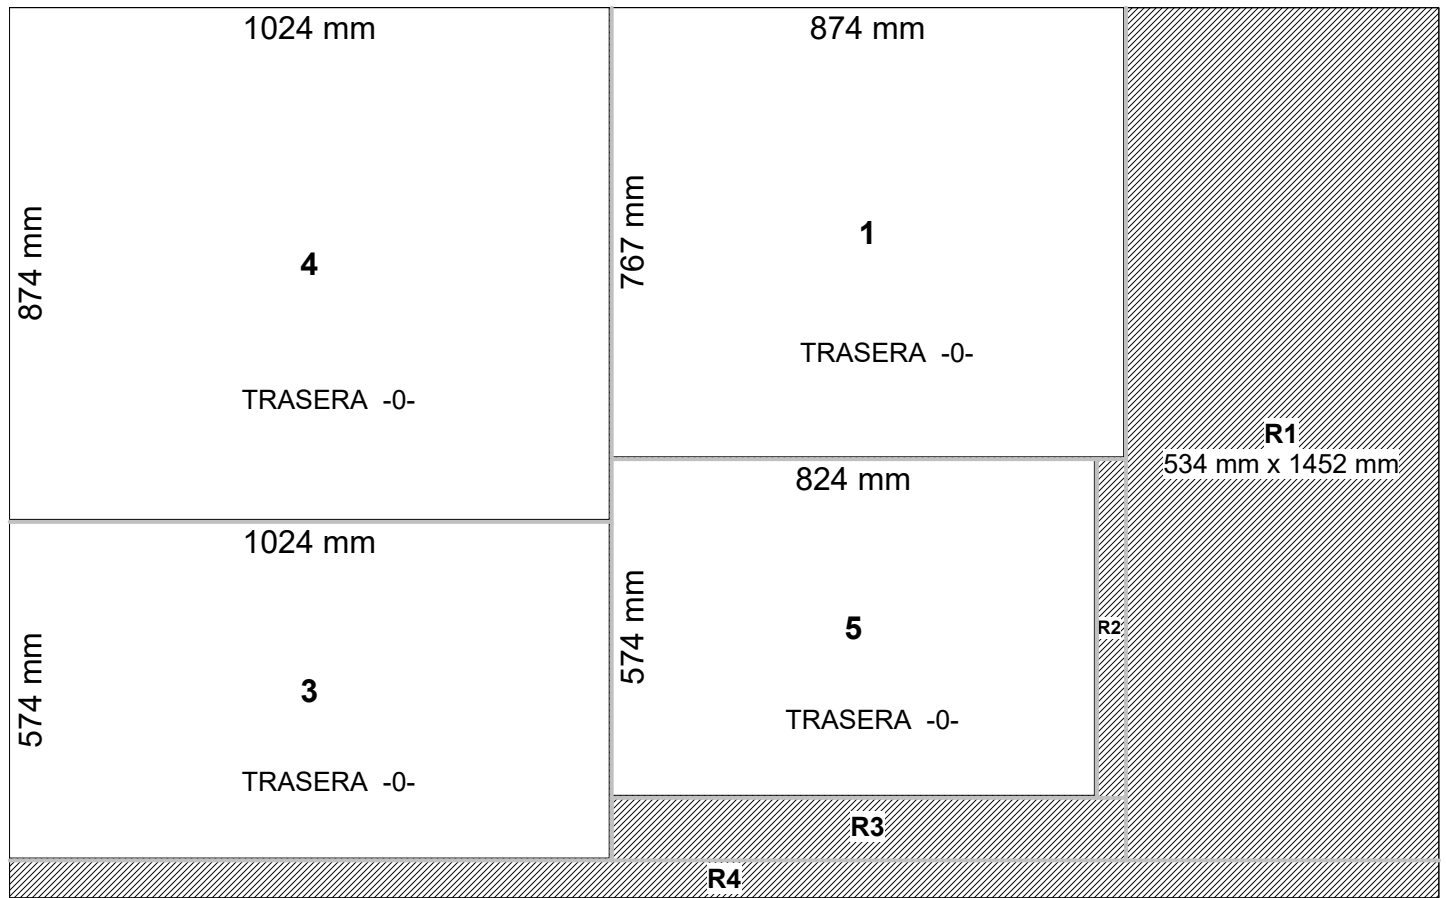 1024 mm
874 mm
4
TRASERA -0-
874 mm
767 mm
1
TRASERA -0-
R1
534 mm x 1452 mm
1024 mm
574 mm
3
TRASERA -0-
824 mm
574 mm
5
TRASERA -0-
R2
R3
R4